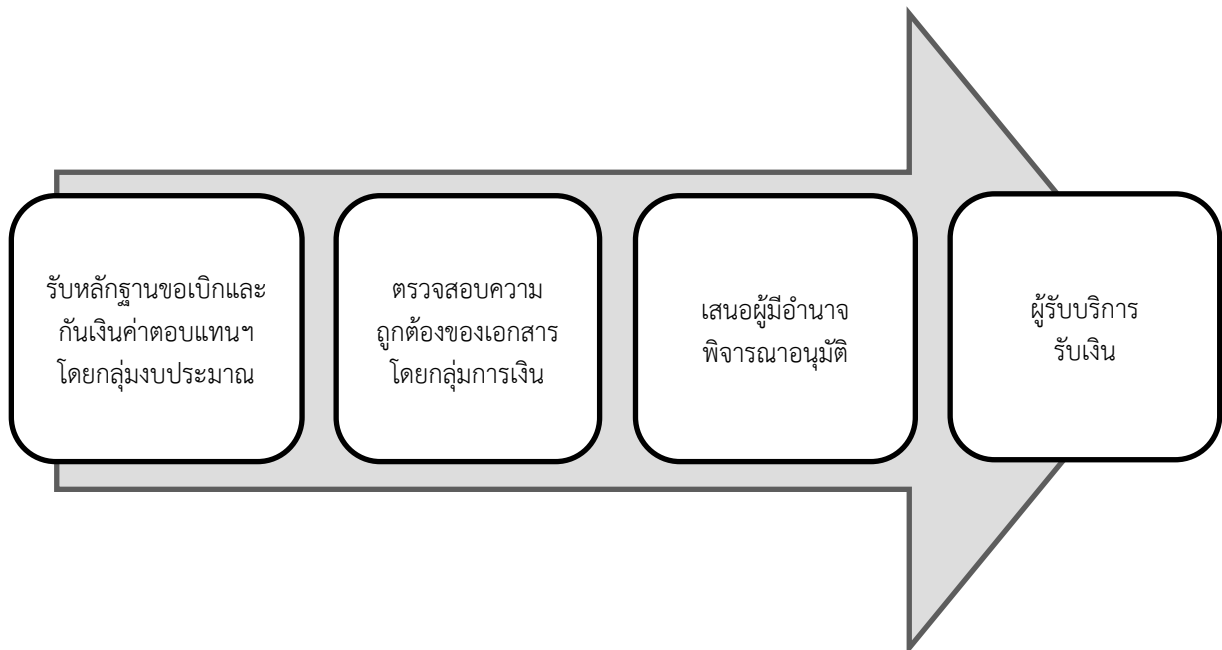 รับหลักฐานขอเบิกและ
กันเงินค่าตอบแทนฯ
โดยกลุ่มงบประมาณ
ตรวจสอบความ
ถูกต้องของเอกสาร
โดยกลุ่มการเงิน
เสนอผู้มีอำนาจ
พิจารณาอนุมัติ
ผู้รับบริการ
รับเงิน